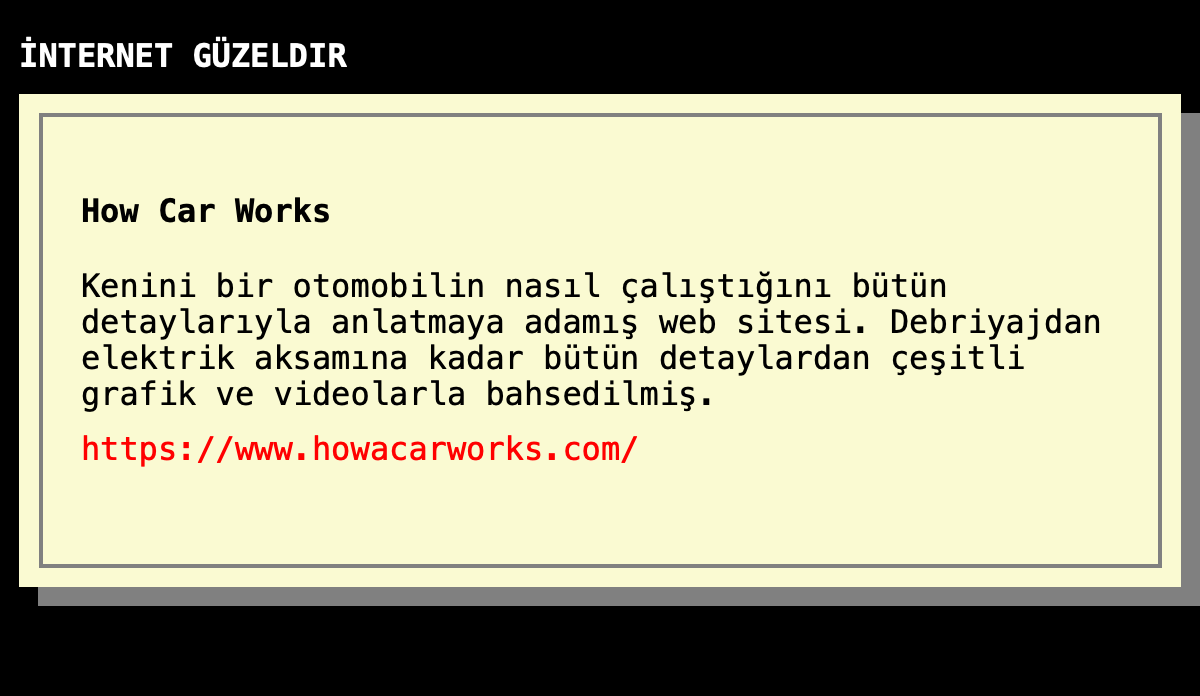 İNTERNET GÜZELDIR
How Car Works
Kenini bir otomobilin nasıl çalıştığını bütün
detaylarıyla anlatmaya adamış web sitesi. Debriyajdan
elektrik aksamına kadar bütün detaylardan çeşitli
grafik ve videolarla bahsedilmiş.
https://www.howacarworks.com/